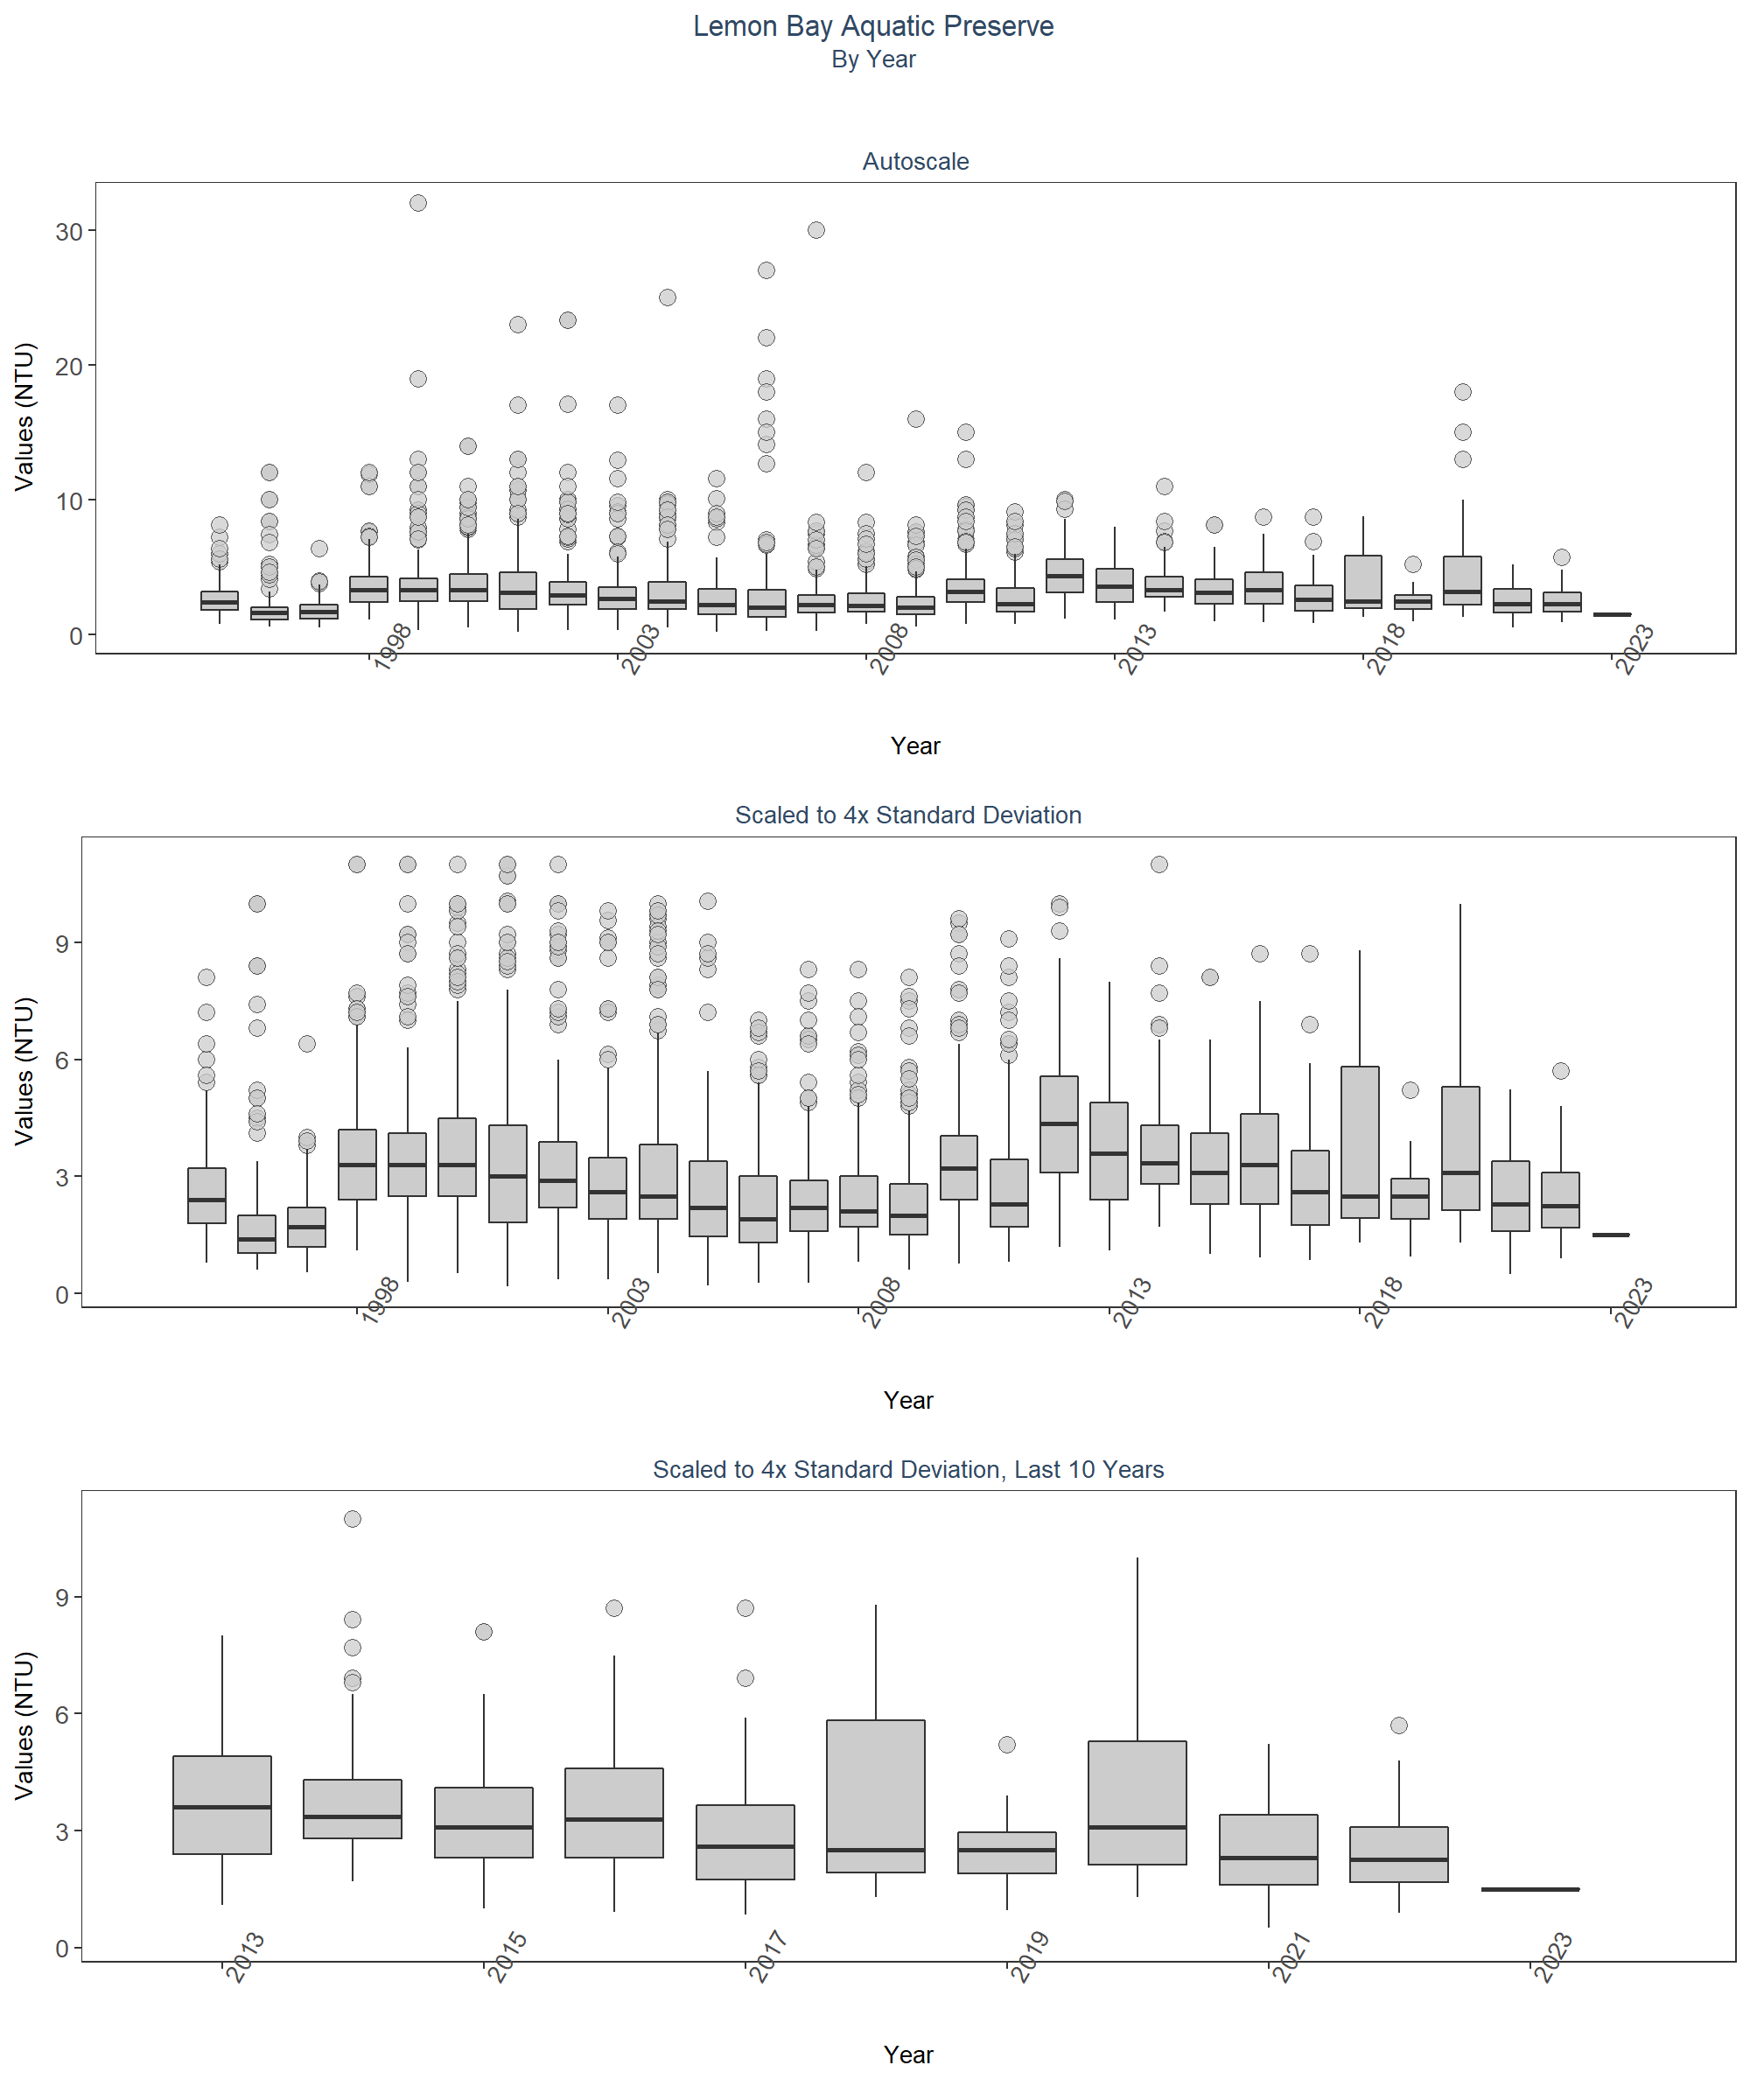 Lemon Bay Aquatic Preserve
By Year
Autoscale
Values (NTU)
30
20
10
0
1998
2003
2008
2013
2018
2023
Year
Scaled to 4x Standard Deviation
Values (NTU)
9
6
3
0
1998
2003
2008
2013
2018
2023
Year
Scaled to 4x Standard Deviation, Last 10 Years
Values (NTU)
9
6
3
0
2013
2015
2017
2019
2021
2023
Year